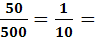 50/500 = 1/10 =